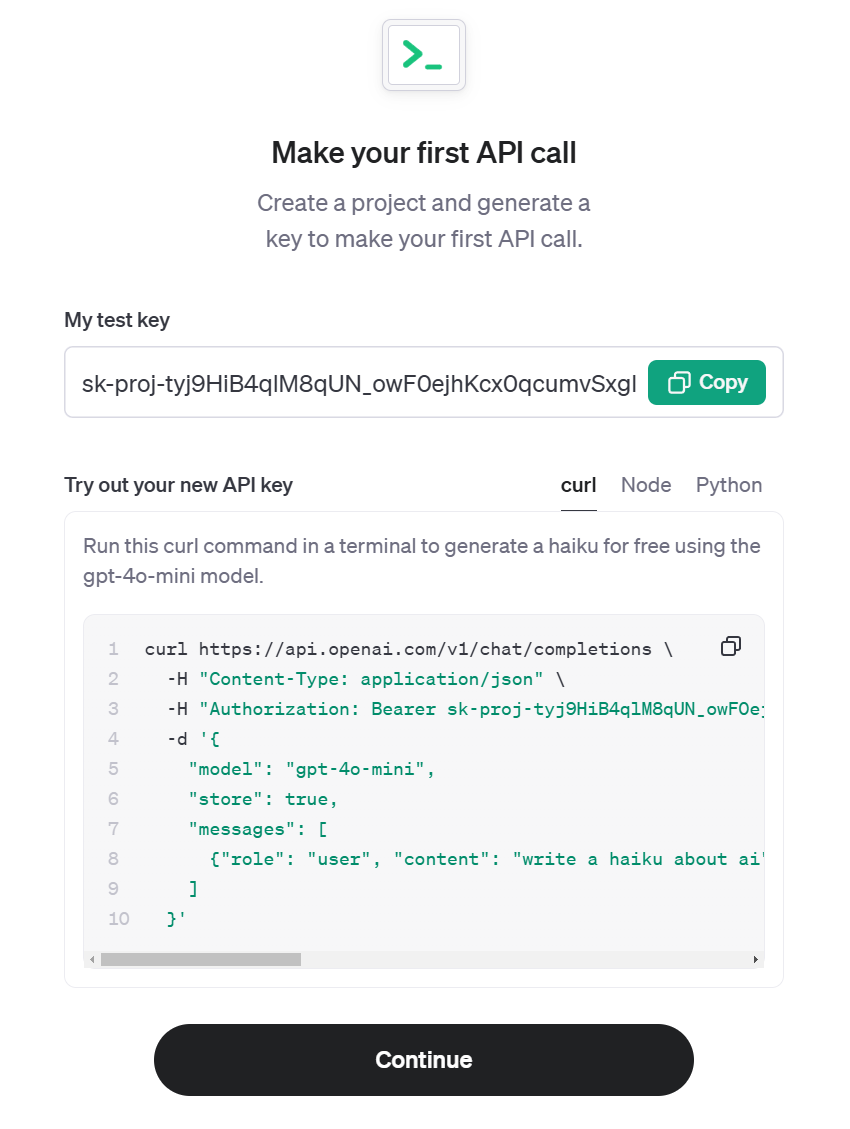 >_
Make your first API call
Create a project and generate a
key to make your first API call.
My test key
sk-proj-tyj9HiB4qlM8qUN_owF0ejhKcx0qcumvSxgl
Copy
Try out your new API key
curl Node Python
Run this curl command in a terminal to generate a haiku for free using the
gpt-4o-mini model.
1 curl https://api.openai.com/v1/chat/completions \
2 -H "Content-Type: application/json" \
3 -H "Authorization: Bearer sk-proj-tyj9HiB4qlM8qUN_owF0ej
4 -d '{
5 "model": "gpt-4o-mini",
6 "store": true,
7 "messages": [
8 {"role": "user", "content": "write a haiku about ai"
9 ]
10 }'
Continue